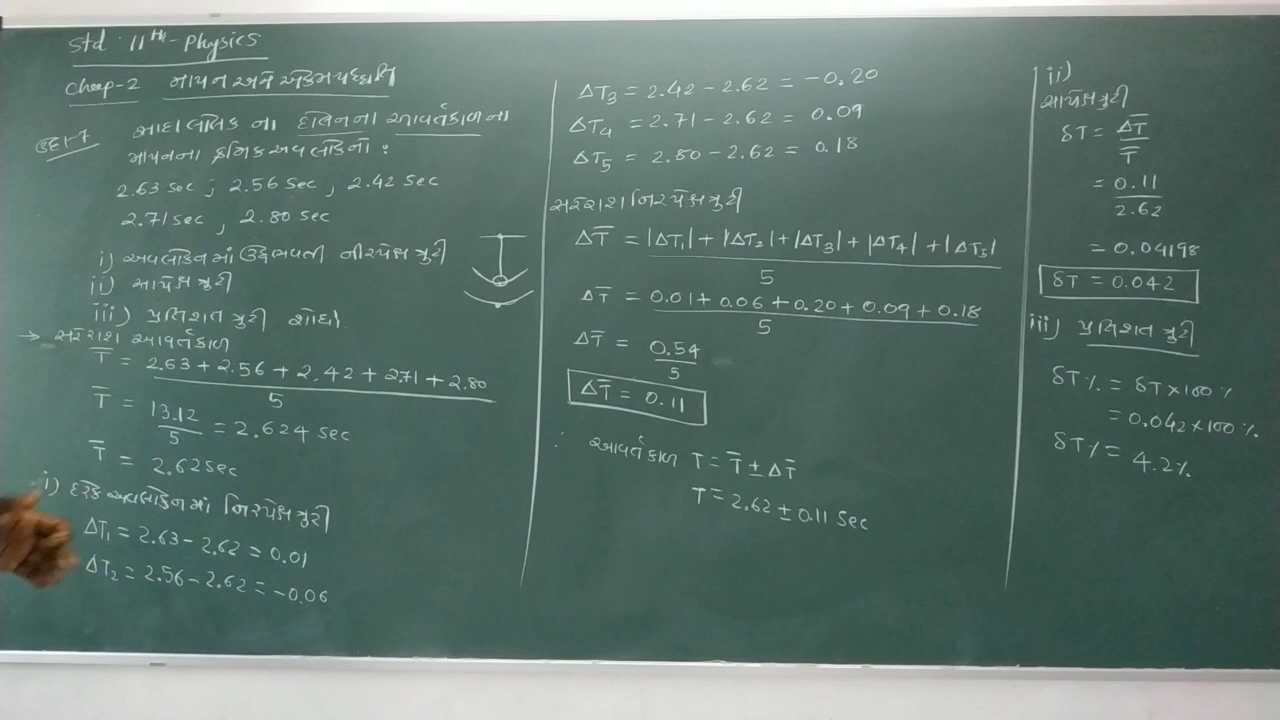 Std. 11th - Physics
Chap-2 માપન અને એકમ પદ્ધતિ
ઉદા-7 સાદા લોલક ના દોલનના આવર્તકાળના
માપનના ક્રમિક અવલોકનો :
2.63 sec ; 2.56 sec , 2.42 sec
2.71 sec , 2.80 sec
i) અવલોકનમાં ઉદ્દભવતી નીરપેક્ષ ત્રુટી
ii) સાપેક્ષ ત્રુટી
iii) પ્રતિશત ત્રુટી શોધો.
→ સરેરાશ આવર્તકાળ
T̅ = (2.63 + 2.56 + 2.42 + 2.71 + 2.80) / 5
T̅ = 13.12 / 5 = 2.624 sec
T̅ = 2.62 sec
i) દરેક અવલોકનમાં નિરપેક્ષ ત્રુટી
ΔT₁ = 2.63 - 2.62 = 0.01
ΔT₂ = 2.56 - 2.62 = -0.06
ΔT₃ = 2.42 - 2.62 = -0.20
ΔT₄ = 2.71 - 2.62 = 0.09
ΔT₅ = 2.80 - 2.62 = 0.18
સરેરાશ નિરપેક્ષ ત્રુટી
ΔT̅ = (|ΔT₁| + |ΔT₂| + |ΔT₃| + |ΔT₄| + |ΔT₅|) / 5
ΔT̅ = (0.01 + 0.06 + 0.20 + 0.09 + 0.18) / 5
ΔT̅ = 0.54 / 5
ΔT̅ = 0.11
∴ આવર્તકાળ T = T̅ ± ΔT̅
T = 2.62 ± 0.11 sec
ii)
સાપેક્ષ ત્રુટી
δT = ΔT̅ / T̅
= 0.11 / 2.62
= 0.04198
δT = 0.042
iii) પ્રતિશત ત્રુટી
δT% = δT × 100 %
= 0.042 × 100 %.
δT% = 4.2%